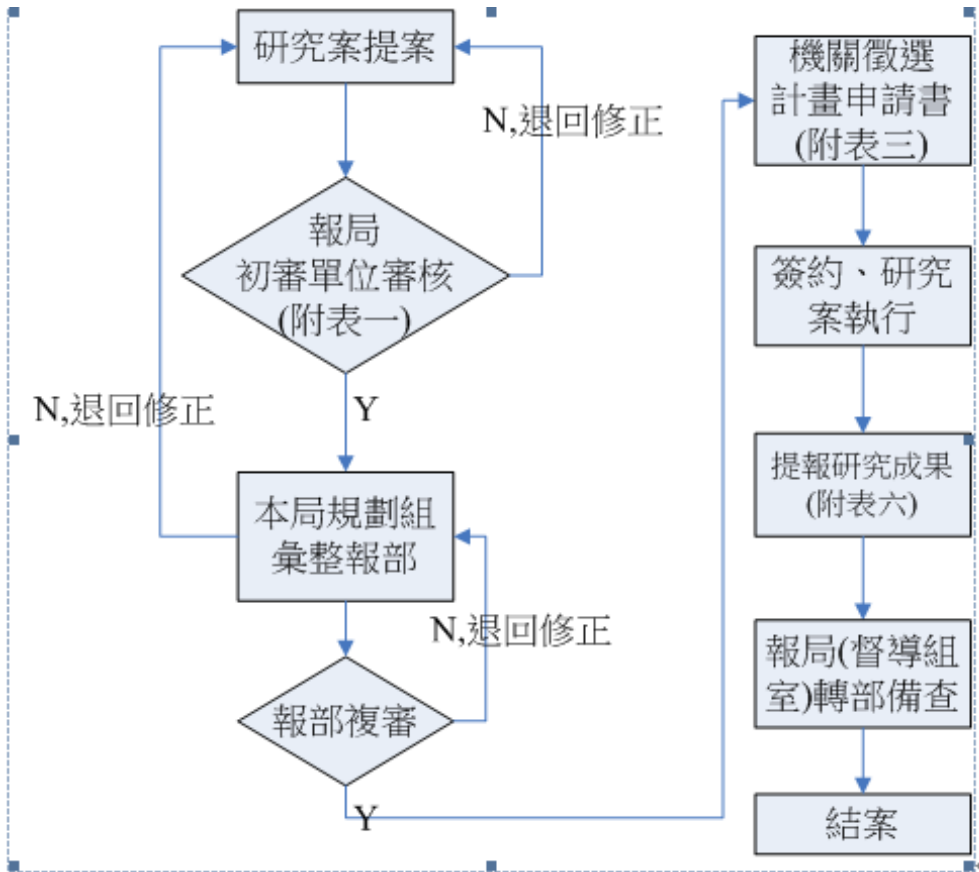 研究案提案
N,退回修正
報局
初審單位審核
(附表一)
N,退回修正
Y
本局規劃組
彙整報部
N,退回修正
報部複審
Y
機關徵選
計畫申請書
(附表三)
簽約、研究
案執行
提報研究成果
(附表六)
報局(督導組
室)轉部備查
結案